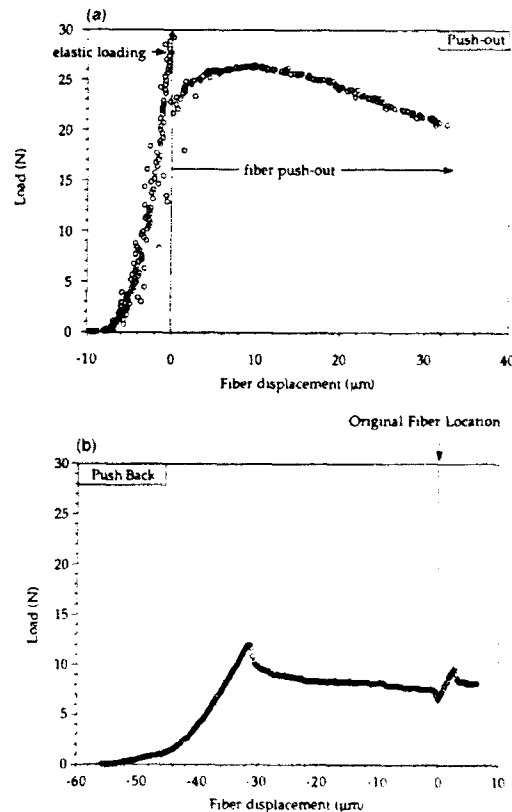 (a)
Push-out
elastic loading
fiber push-out
Load (N)
30
25
20
15
10
5
0
-10
0
10
20
30
40
Fiber displacement (µm)
Original Fiber Location
(b)
Push Back
Load (N)
30
25
20
15
10
5
0
-60
-50
-40
-30
-20
-10
0
10
Fiber displacement (µm)